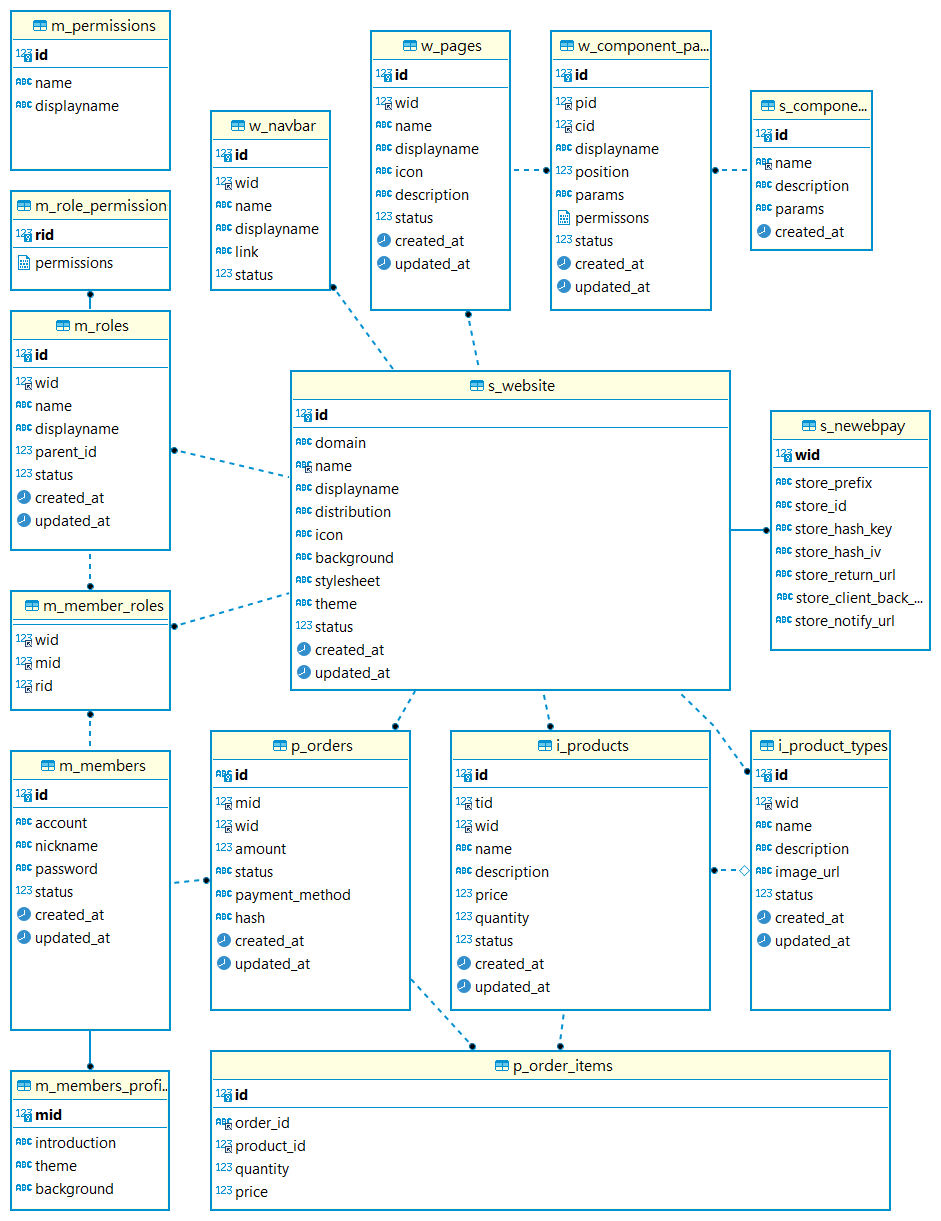 m_permissions
id
name
displayname
m_role_permission
rid
permissions
m_roles
id
wid
name
displayname
parent_id
status
created_at
updated_at
m_member_roles
wid
mid
rid
m_members
id
account
nickname
password
status
created_at
updated_at
m_members_profi..
mid
introduction
theme
background
w_navbar
id
wid
name
displayname
link
status
w_pages
id
wid
name
displayname
icon
description
status
created_at
updated_at
w_component_pa...
id
pid
cid
displayname
position
params
permissons
status
created_at
updated_at
s_compone...
id
name
description
params
created_at
s_website
id
domain
name
displayname
distribution
icon
background
stylesheet
theme
status
created_at
updated_at
s_newebpay
wid
store_prefix
store_id
store_hash_key
store_hash_iv
store_return_url
store_client_back_...
store_notify_url
p_orders
id
mid
wid
amount
status
payment_method
hash
created_at
updated_at
i_products
id
tid
wid
name
description
price
quantity
status
created_at
updated_at
i_product_types
id
wid
name
description
image_url
status
created_at
updated_at
p_order_items
id
order_id
product_id
quantity
price